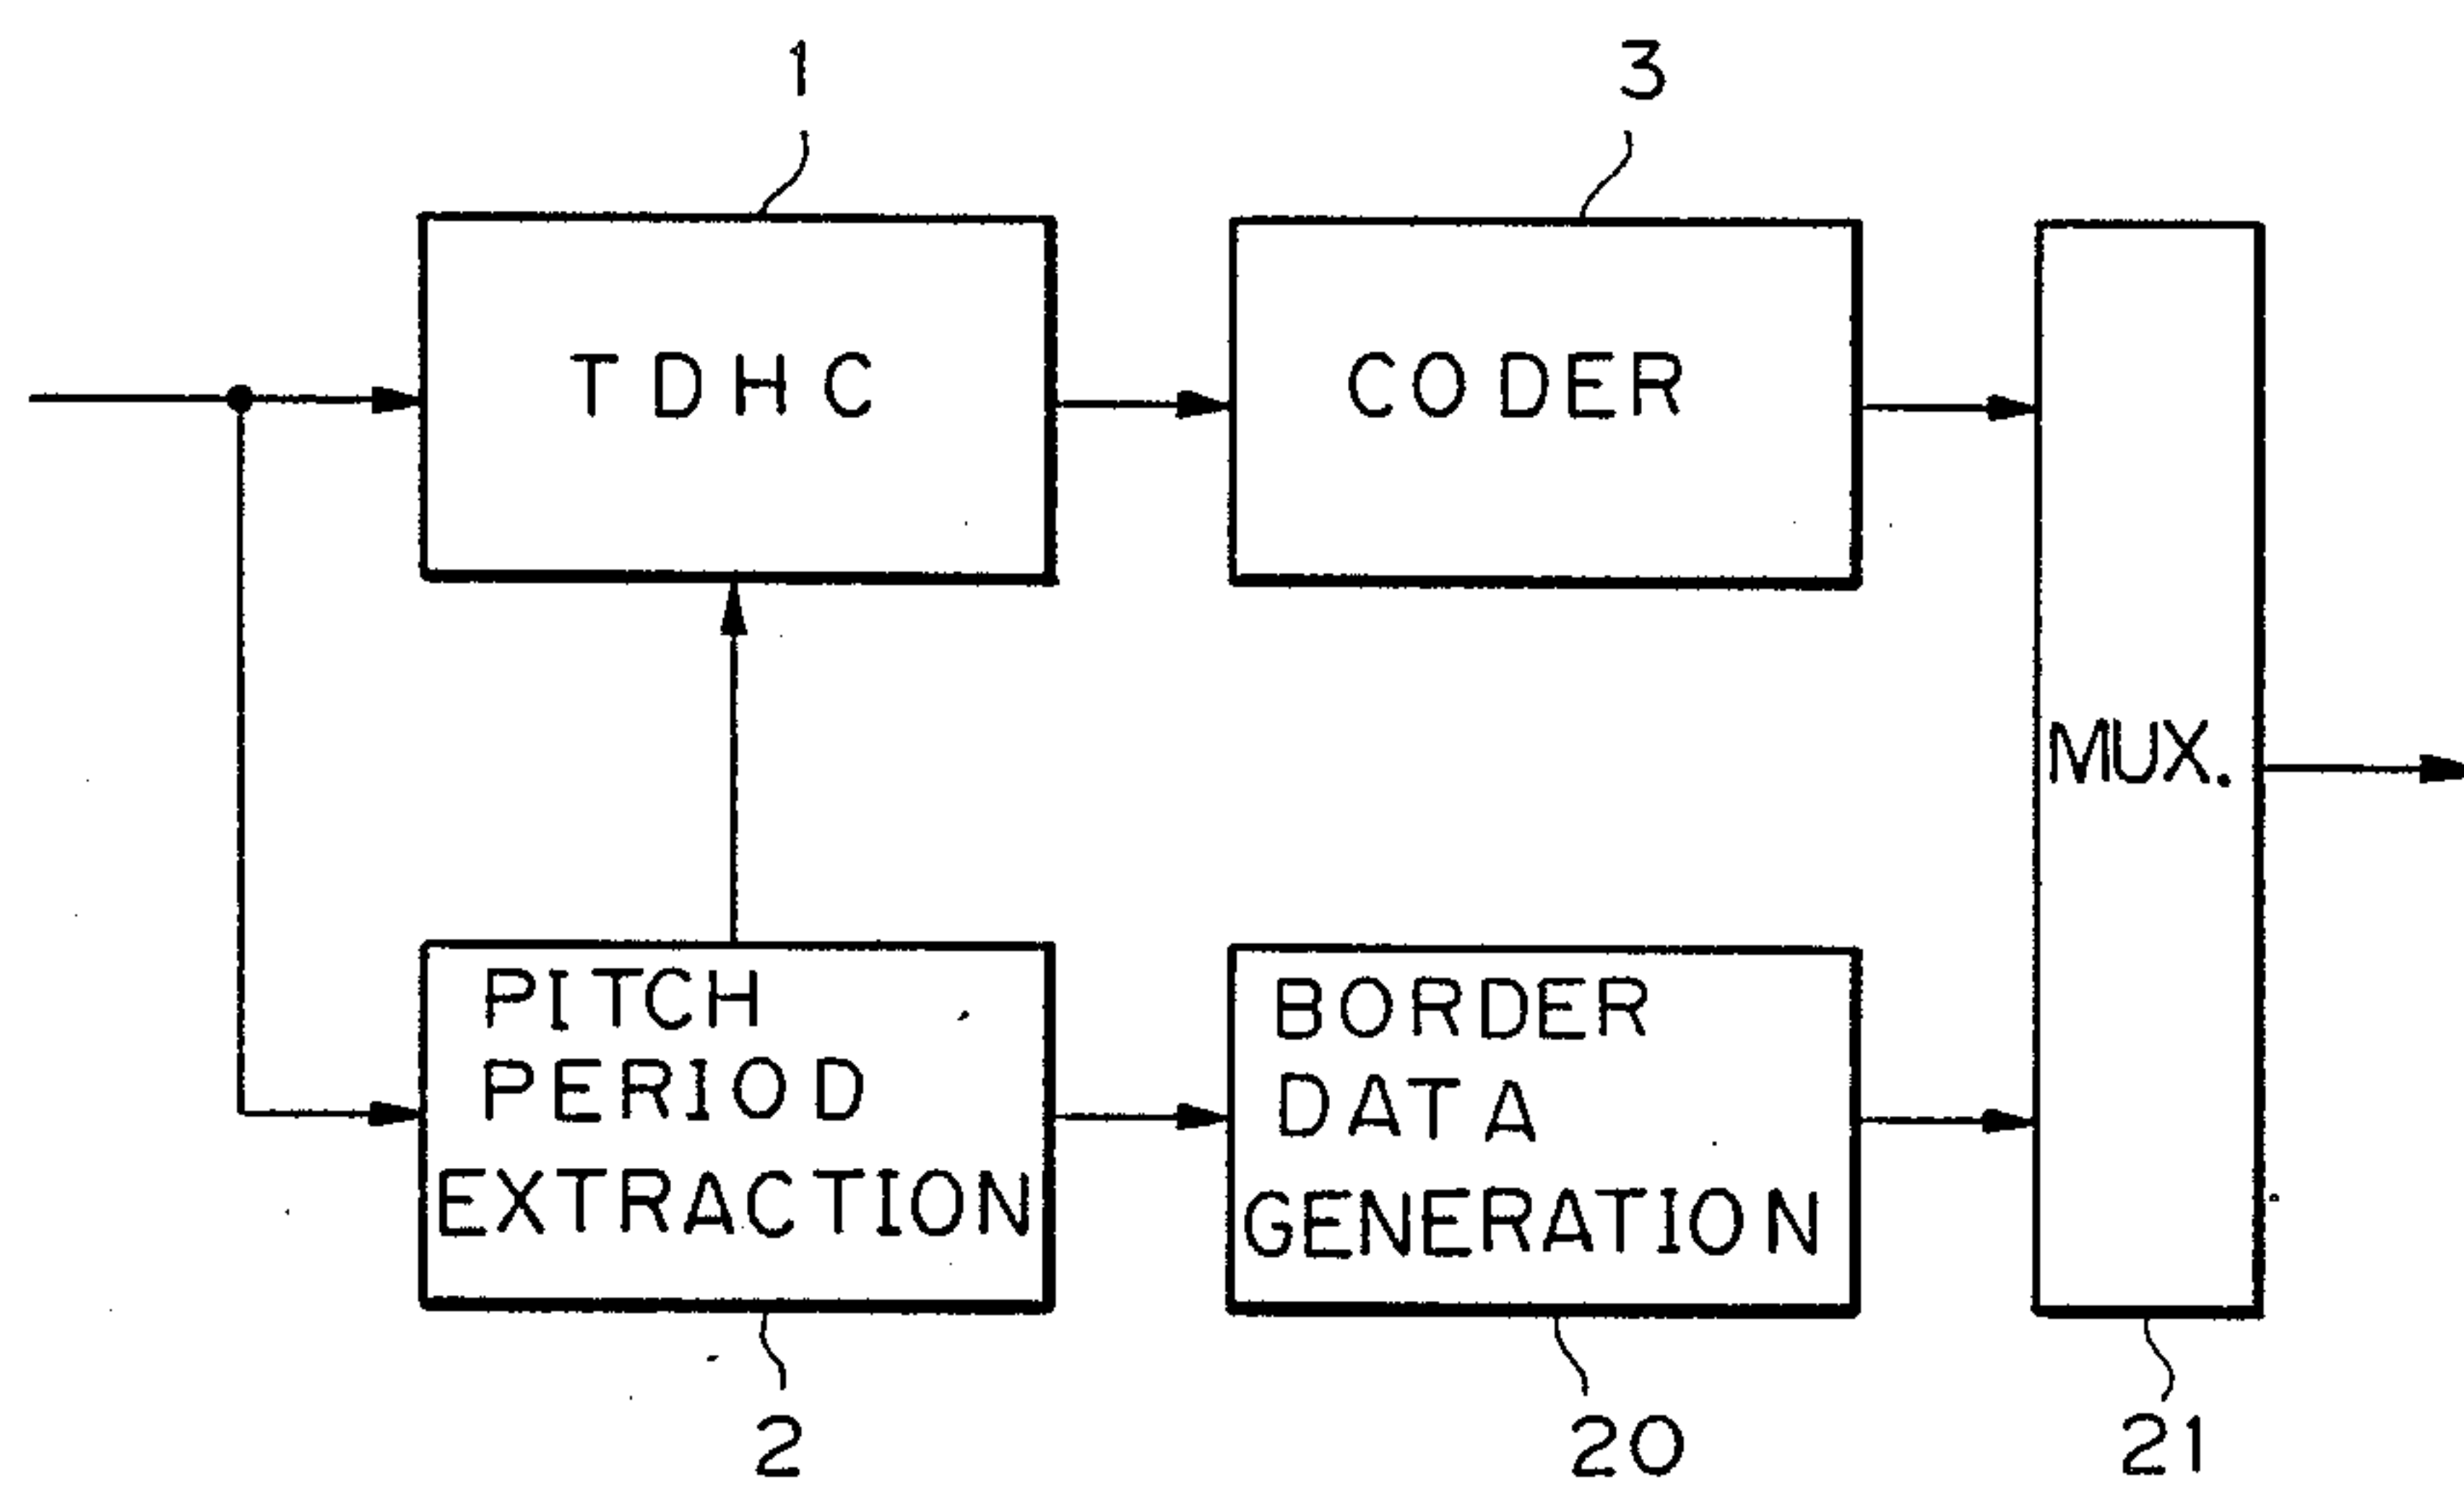 1
3
TDHC
CODER
MUX.
PITCH
PERIOD
EXTRACTION
BORDER
DATA
GENERATION
2
20
21